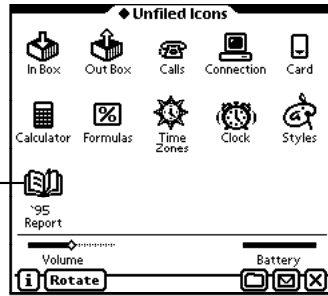 Unfiled Icons
In Box Out Box Calls Connection Card
Calculator Formulas Time Zones Clock Styles
`95 Report
Volume Battery
i Rotate X